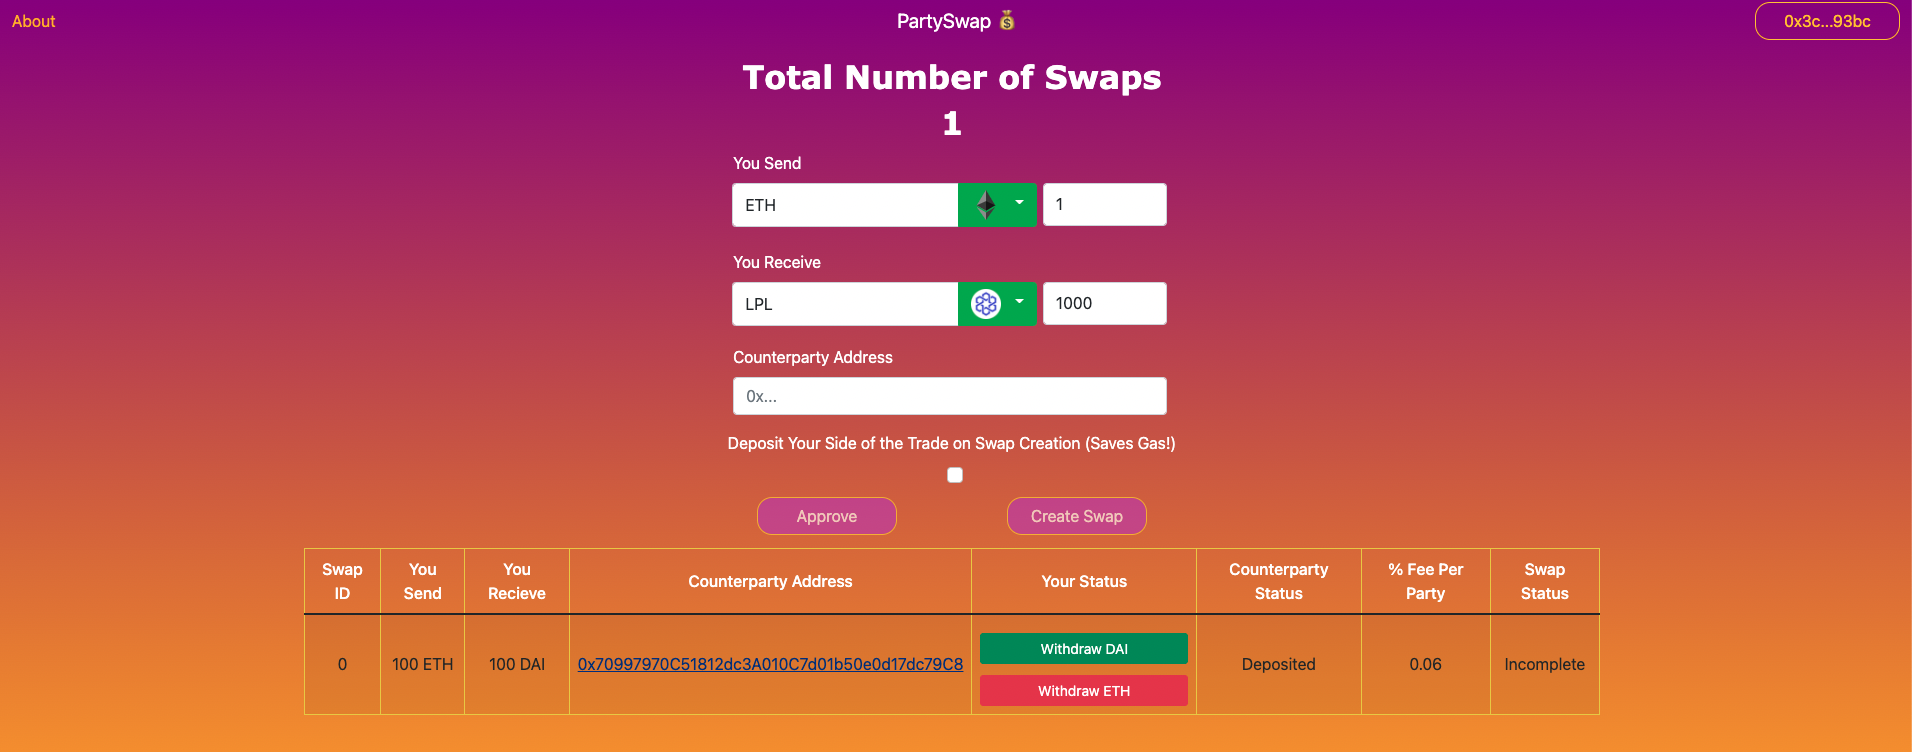 About
PartySwap 💰
0x3c...93bc
Total Number of Swaps
1
You Send
ETH
1
You Receive
LPL
1000
Counterparty Address
0x...
Deposit Your Side of the Trade on Swap Creation (Saves Gas!)
Approve
Create Swap
Swap ID
You Send
You Recieve
Counterparty Address
Your Status
Counterparty Status
% Fee Per Party
Swap Status
0
100 ETH
100 DAI
0x70997970C51812dc3A010C7d01b50e0d17dc79C8
Withdraw DAI
Withdraw ETH
Deposited
0.06
Incomplete